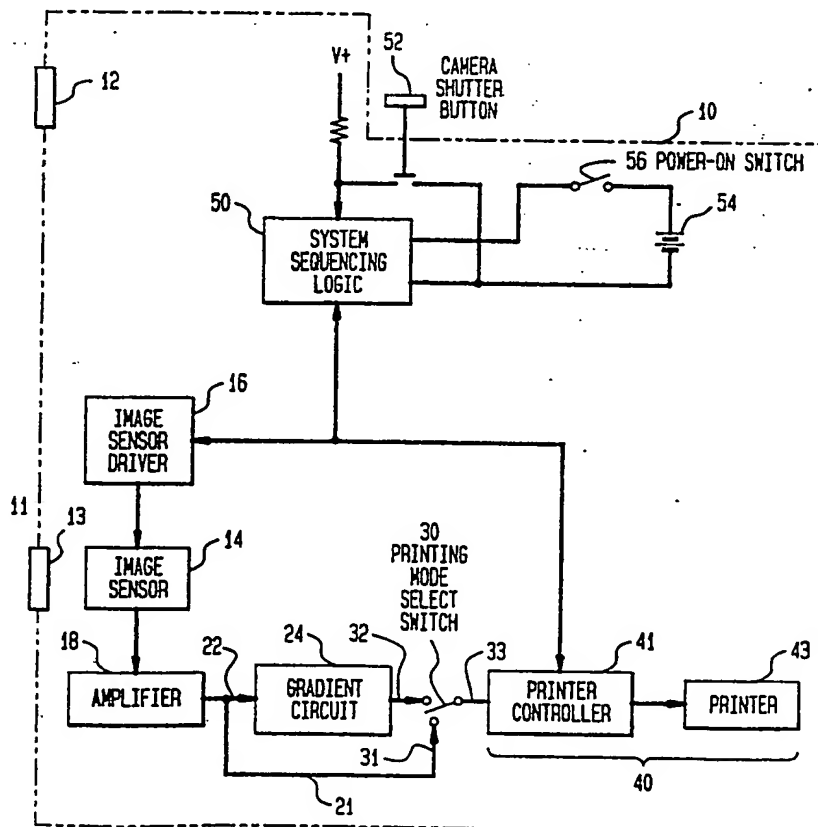 52
V+
CAMERA
SHUTTER
BUTTON
12
10
56 POWER-ON SWITCH
54
50
SYSTEM
SEQUENCING
LOGIC
16
IMAGE
SENSOR
DRIVER
11
13
14
IMAGE
SENSOR
30
PRINTING
MODE
SELECT
SWITCH
18
AMPLIFIER
22
24
GRADIENT
CIRCUIT
32
33
41
PRINTER
CONTROLLER
43
PRINTER
31
21
40